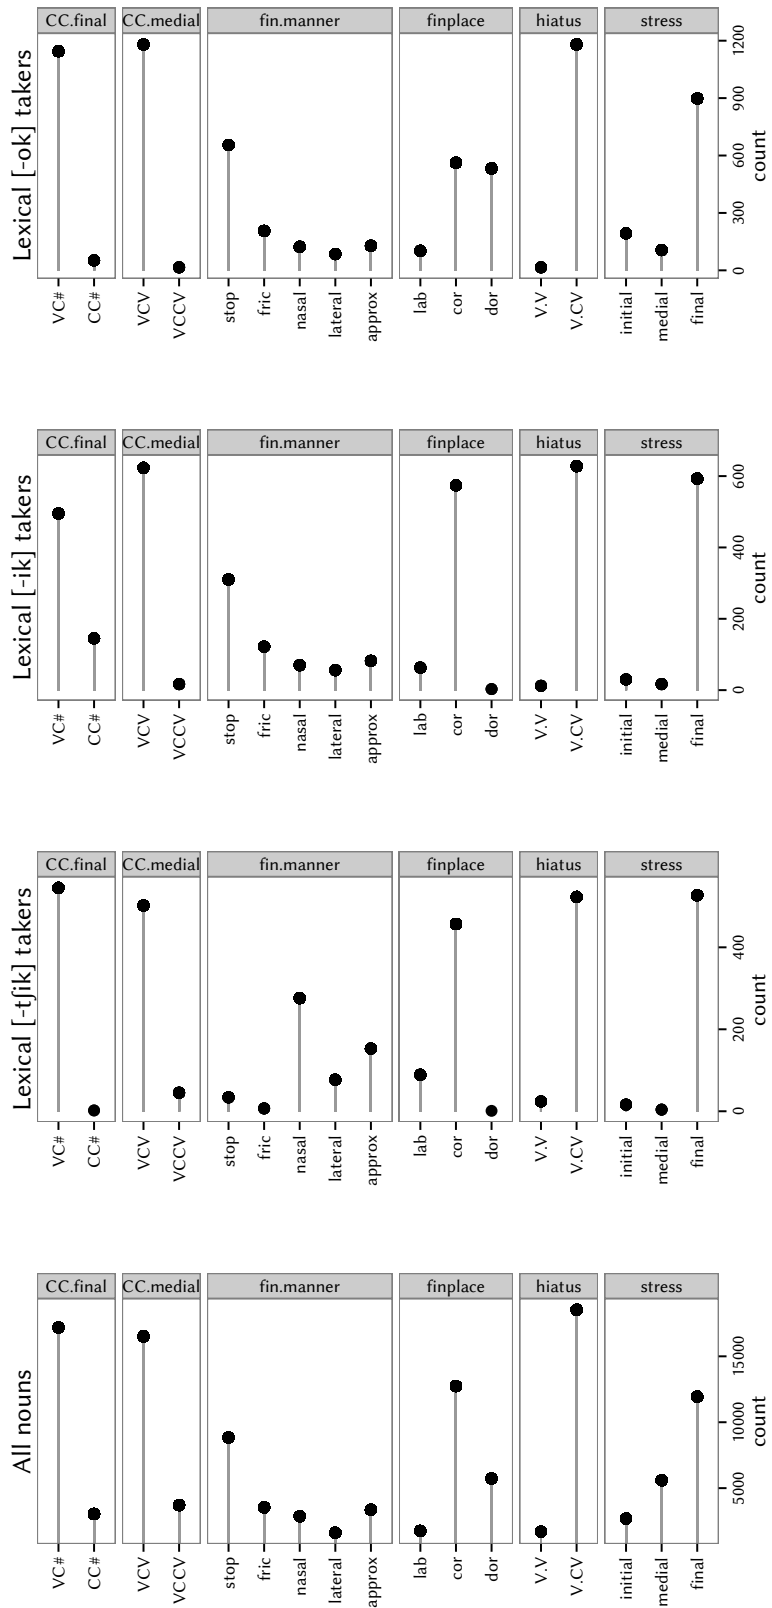 Lexical [-ok] takers
CC.final CC.medial fin.manner finplace hiatus stress
0 300 600 900 1200
count
VC# CC# VCV VCCV stop fric nasal lateral approx lab cor dor V.V V.CV initial medial final
Lexical [-ik] takers
CC.final CC.medial fin.manner finplace hiatus stress
0 200 400 600
count
VC# CC# VCV VCCV stop fric nasal lateral approx lab cor dor V.V V.CV initial medial final
Lexical [-tʃik] takers
CC.final CC.medial fin.manner finplace hiatus stress
0 200 400
count
VC# CC# VCV VCCV stop fric nasal lateral approx lab cor dor V.V V.CV initial medial final
All nouns
CC.final CC.medial fin.manner finplace hiatus stress
5000 10000 15000
count
VC# CC# VCV VCCV stop fric nasal lateral approx lab cor dor V.V V.CV initial medial final